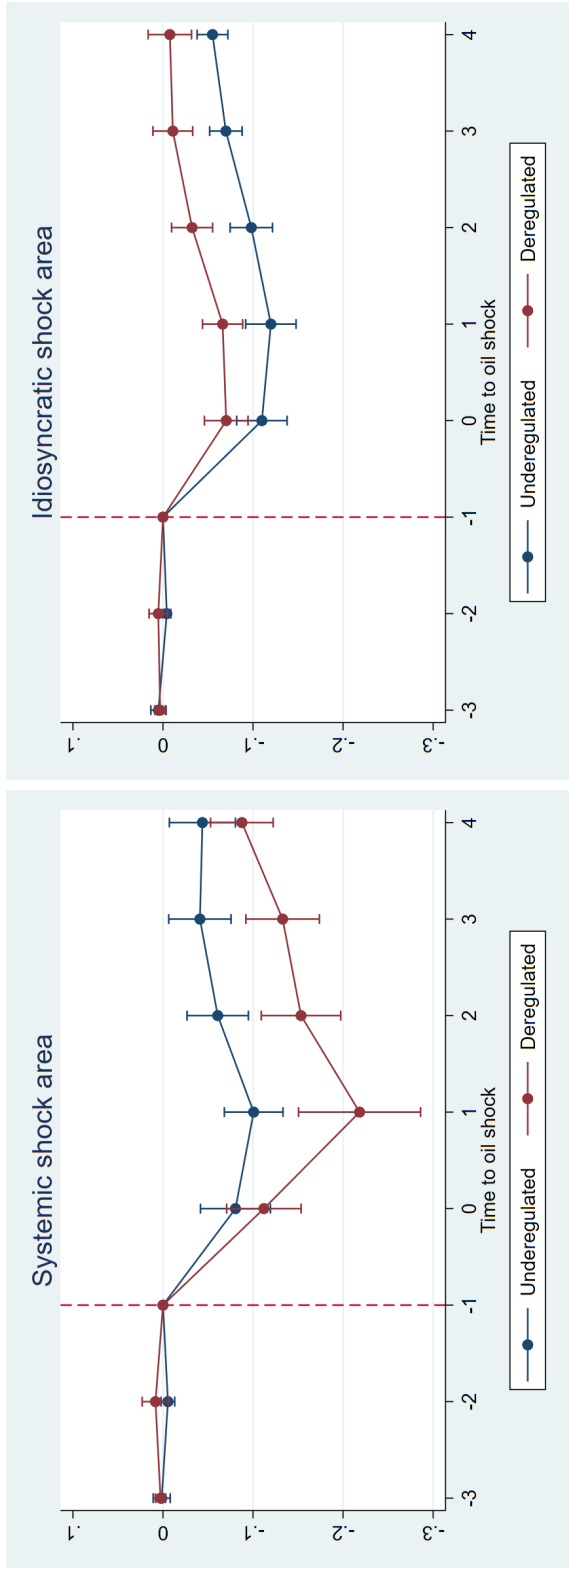 Systemic shock area
.1
0
-.1
-.2
-.3
-3 -2 -1 0 1 2 3 4
Time to oil shock
Underegulated Deregulated
Idiosyncratic shock area
.1
0
-.1
-.2
-.3
-3 -2 -1 0 1 2 3 4
Time to oil shock
Underegulated Deregulated